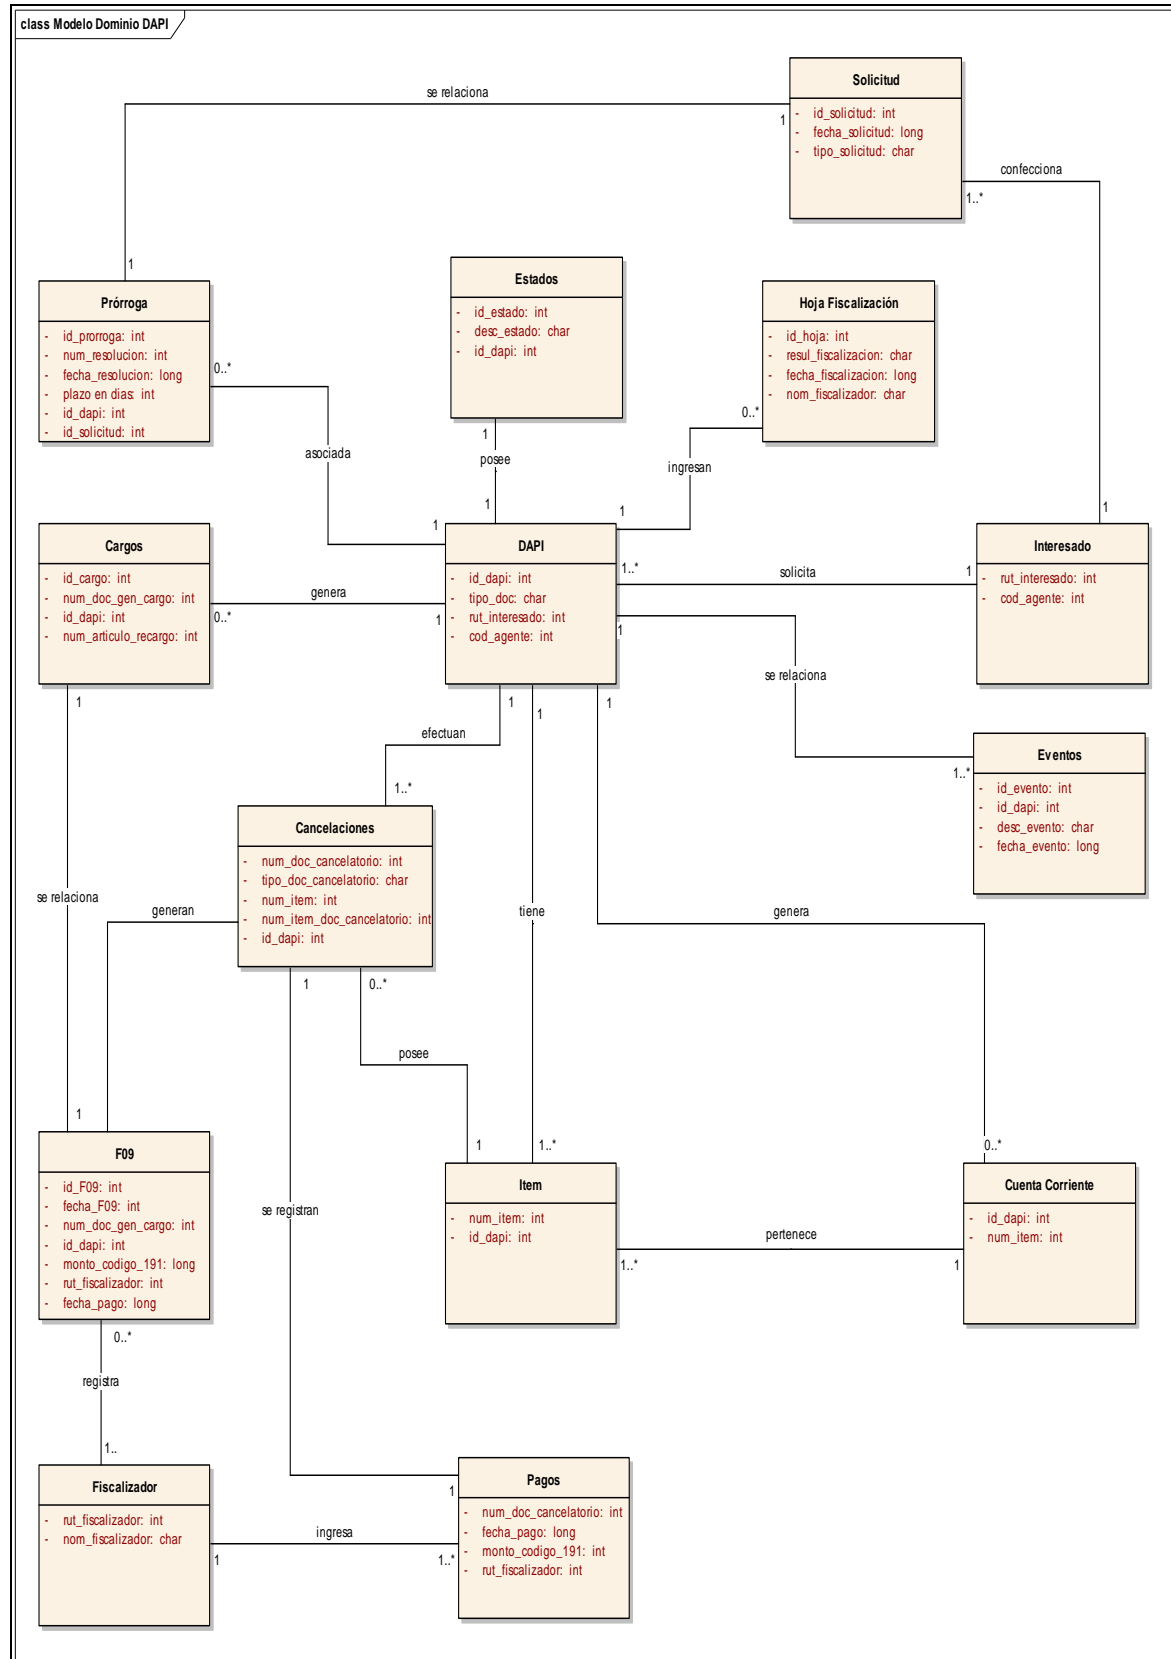 class Modelo Dominio DAPI
Solicitud
- id_solicitud: int
- fecha_solicitud: long
- tipo_solicitud: char
se relaciona
1
1
confecciona
1..*
1
Prórroga
- id_prorroga: int
- num_resolucion: int
- fecha_resolucion: long
- plazo en dias: int
- id_dapi: int
- id_solicitud: int
0..*
asociada
1
Estados
- id_estado: int
- desc_estado: char
- id_dapi: int
1
posee
1
Hoja Fiscalización
- id_hoja: int
- resul_fiscalizacion: char
- fecha_fiscalizacion: long
- nom_fiscalizador: char
0..*
ingresan
1
Cargos
- id_cargo: int
- num_doc_gen_cargo: int
- id_dapi: int
- num_articulo_recargo: int
genera
0..*
1
DAPI
- id_dapi: int
- tipo_doc: char
- rut_interesado: int
- cod_agente: int
1..*
solicita
1
Interesado
- rut_interesado: int
- cod_agente: int
1
se relaciona
1..*
Eventos
- id_evento: int
- id_dapi: int
- desc_evento: char
- fecha_evento: long
1
efectuan
1..*
1
tiene
1..*
1
genera
0..*
1
se relaciona
1
Cancelaciones
- num_doc_cancelatorio: int
- tipo_doc_cancelatorio: char
- num_item: int
- num_item_doc_cancelatorio: int
- id_dapi: int
generan
1
se registran
1
0..*
posee
1
F09
- id_F09: int
- fecha_F09: int
- num_doc_gen_cargo: int
- id_dapi: int
- monto_codigo_191: long
- rut_fiscalizador: int
- fecha_pago: long
Item
- num_item: int
- id_dapi: int
1..*
pertenece
1
Cuenta Corriente
- id_dapi: int
- num_item: int
0..*
registra
1..
Fiscalizador
- rut_fiscalizador: int
- nom_fiscalizador: char
1
ingresa
1..*
Pagos
- num_doc_cancelatorio: int
- fecha_pago: long
- monto_codigo_191: int
- rut_fiscalizador: int